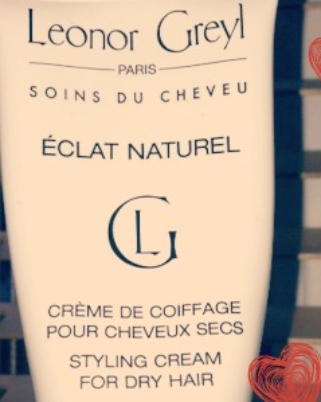 Leonor Greyl
PARIS
SOINS DU CHEVEU
ÉCLAT NATUREL
LG
CRÈME DE COIFFAGE
POUR CHEVEUX SECS
STYLING CREAM
FOR DRY HAIR